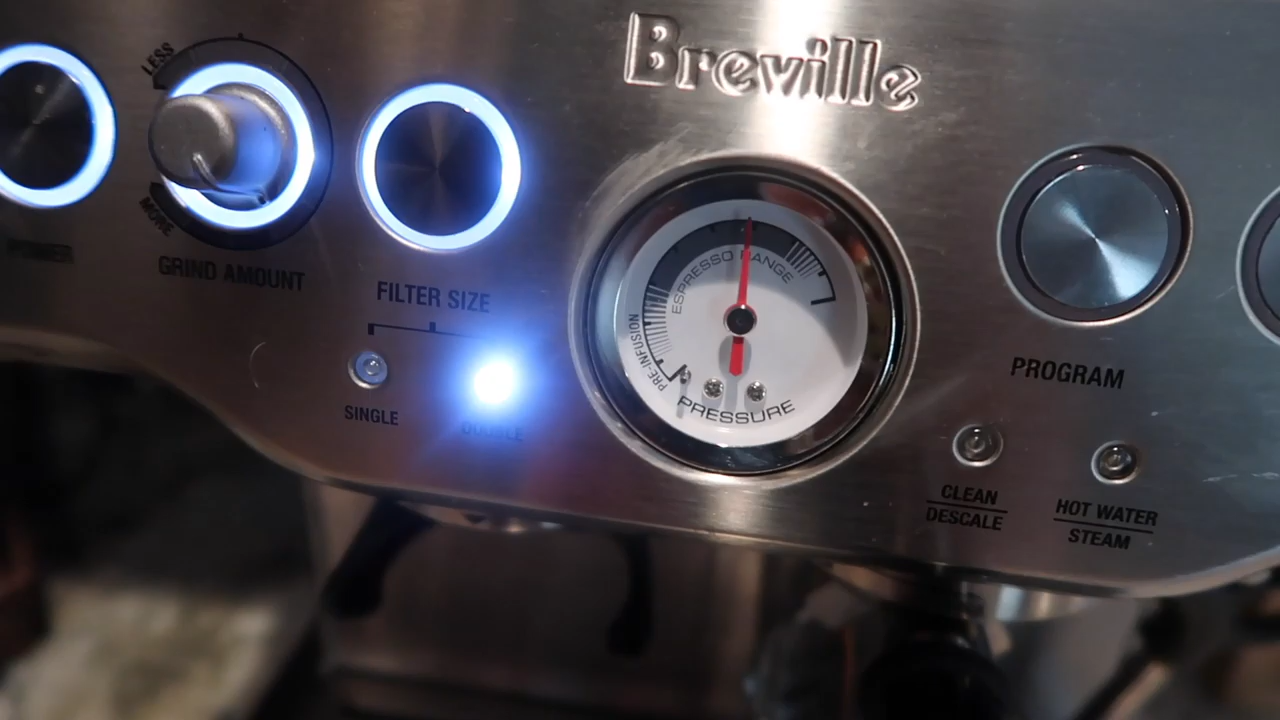 Breville
LESS
MORE
POWER
GRIND AMOUNT
FILTER SIZE
SINGLE
DOUBLE
ESPRESSO RANGE
PRE-INFUSION
PRESSURE
PROGRAM
CLEAN
DESCALE
HOT WATER
STEAM